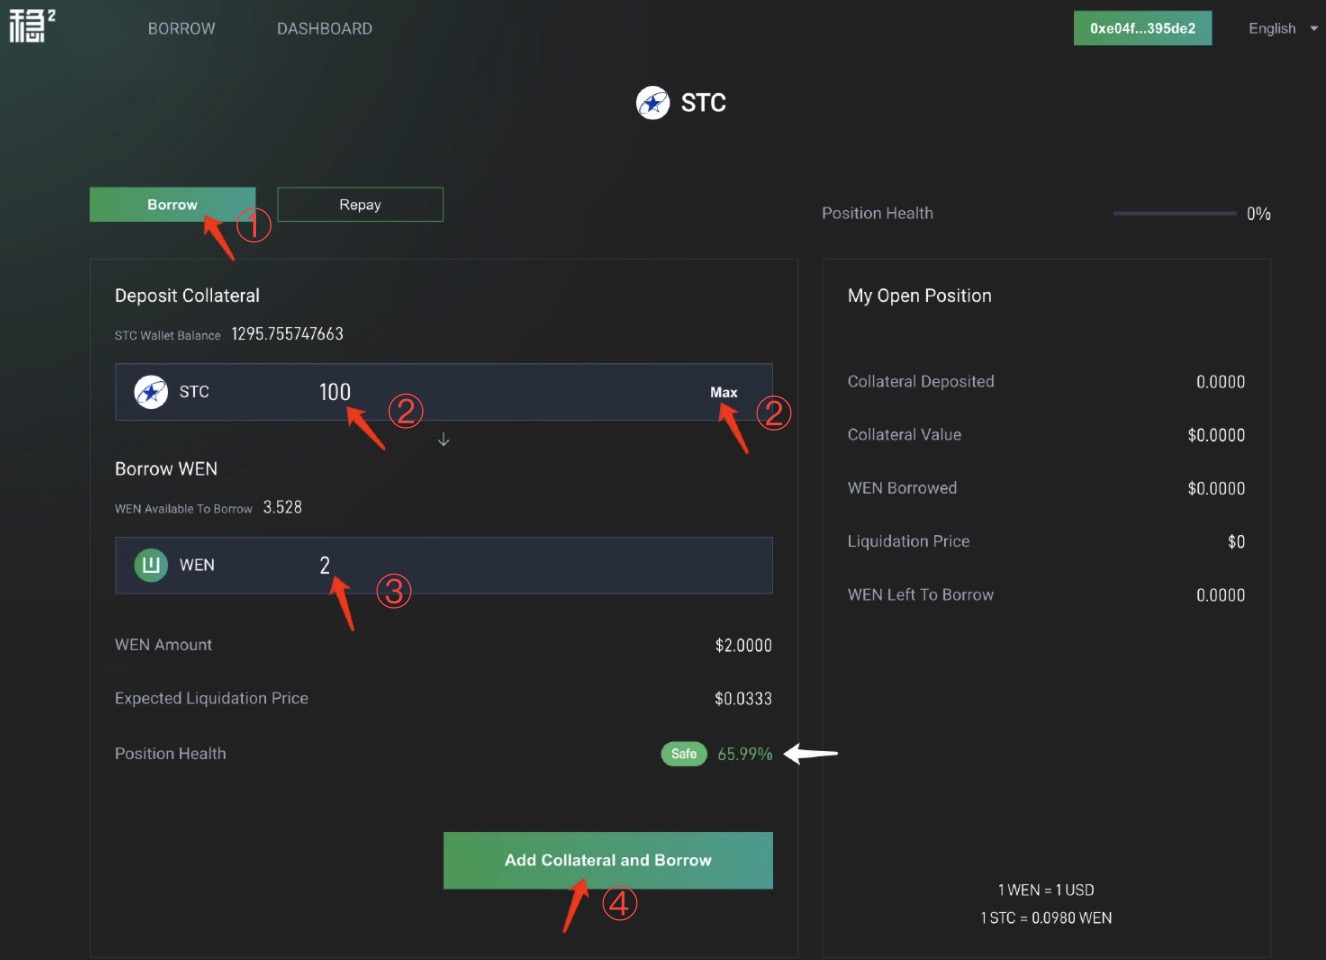 稳2
BORROW
DASHBOARD
0xe04f...395de2
English
STC
Borrow
①
Repay
Position Health
0%
Deposit Collateral
STC Wallet Balance 1295.755747663
STC 100 Max
②
②
Borrow WEN
WEN Available To Borrow 3.528
WEN 2
③
WEN Amount $2.0000
Expected Liquidation Price $0.0333
Position Health Safe 65.99%
Add Collateral and Borrow
④
My Open Position
Collateral Deposited 0.0000
Collateral Value $0.0000
WEN Borrowed $0.0000
Liquidation Price $0
WEN Left To Borrow 0.0000
1 WEN = 1 USD
1 STC = 0.0980 WEN